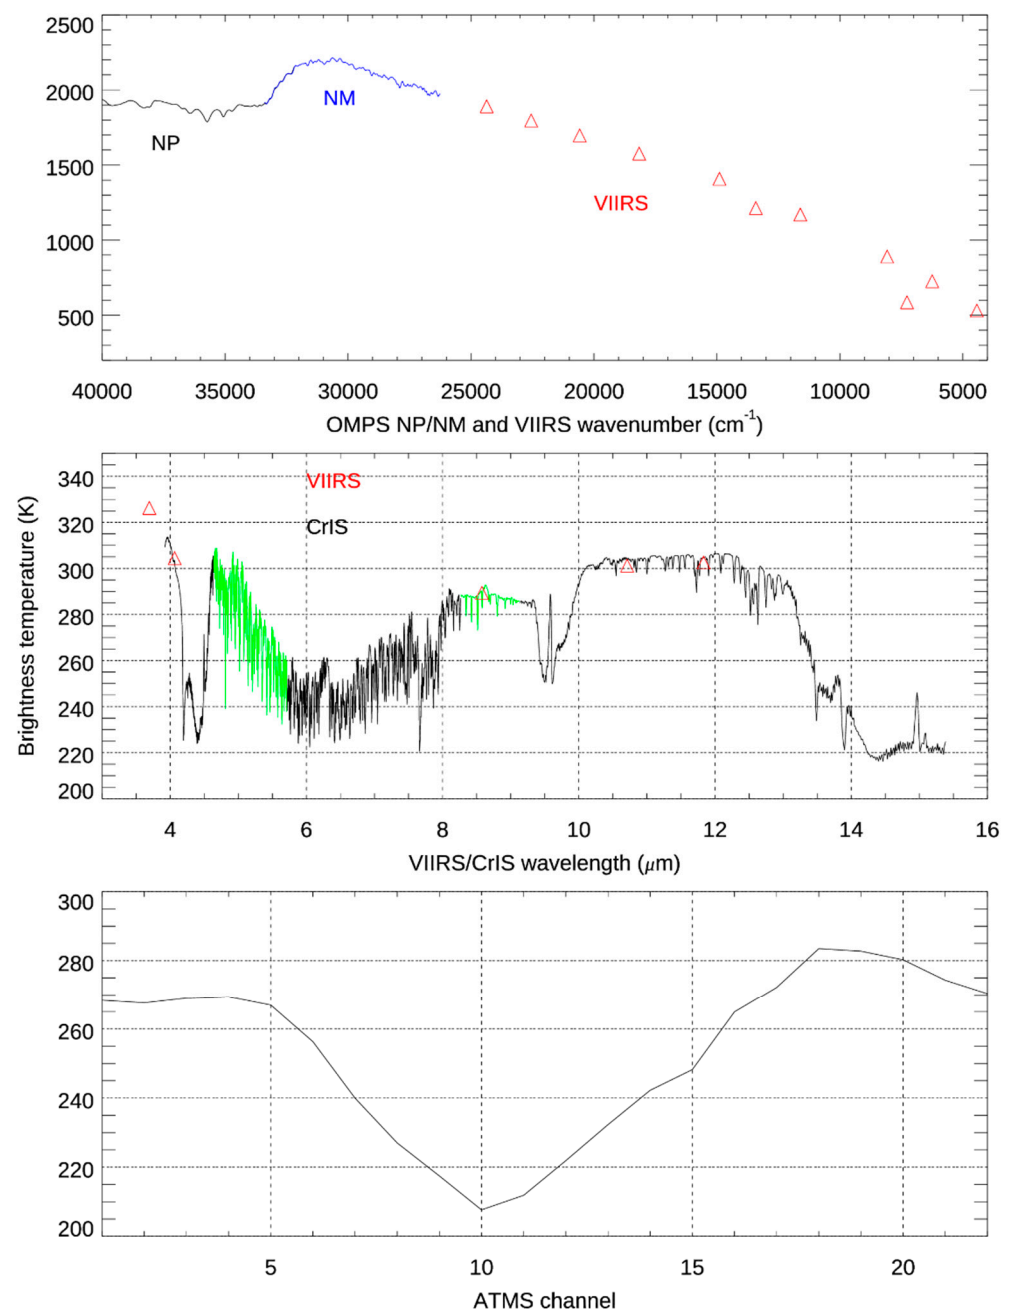 2500
2000
NM
NP
1500
VIIRS
1000
500
40000 35000 30000 25000 20000 15000 10000 5000
OMPS NP/NM and VIIRS wavenumber (cm⁻¹)
Brightness temperature (K)
340
VIIRS
320
CrIS
300
280
260
240
220
200
4 6 8 10 12 14 16
VIIRS/CrIS wavelength (μm)
300
280
260
240
220
200
5 10 15 20
ATMS channel